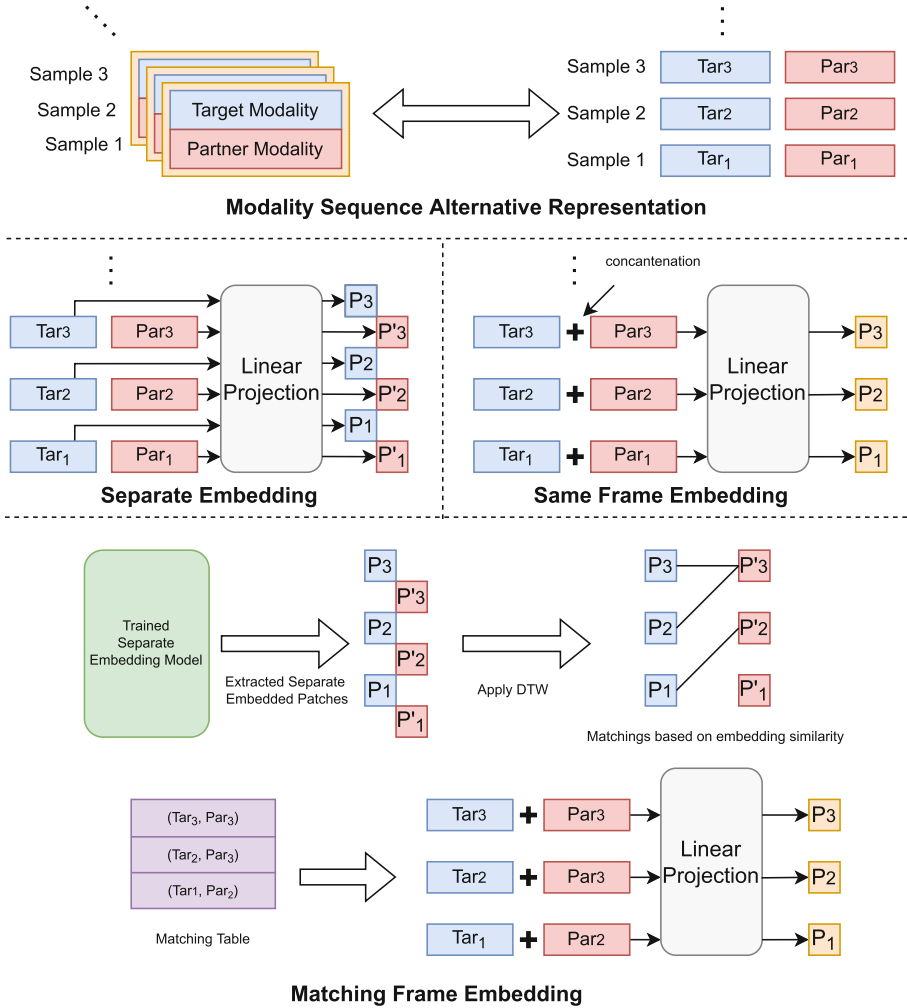 Sample 3
Sample 2
Sample 1
Target Modality
Partner Modality
Sample 3 Tar3 Par3
Sample 2 Tar2 Par2
Sample 1 Tar1 Par1
Modality Sequence Alternative Representation
Tar3 Par3
Tar2 Par2
Tar1 Par1
Linear
Projection
P3
P'3
P2
P'2
P1
P'1
Separate Embedding
concantenation
Tar3 + Par3
Tar2 + Par2
Tar1 + Par1
Linear
Projection
P3
P2
P1
Same Frame Embedding
Trained
Separate
Embedding Model
Extracted Separate
Embedded Patches
P3
P'3
P2
P'2
P1
P'1
Apply DTW
P3 P'3
P2 P'2
P1 P'1
Matchings based on embedding similarity
(Tar3, Par3)
(Tar2, Par3)
(Tar1, Par2)
Matching Table
Tar3 + Par3
Tar2 + Par3
Tar1 + Par2
Linear
Projection
P3
P2
P1
Matching Frame Embedding